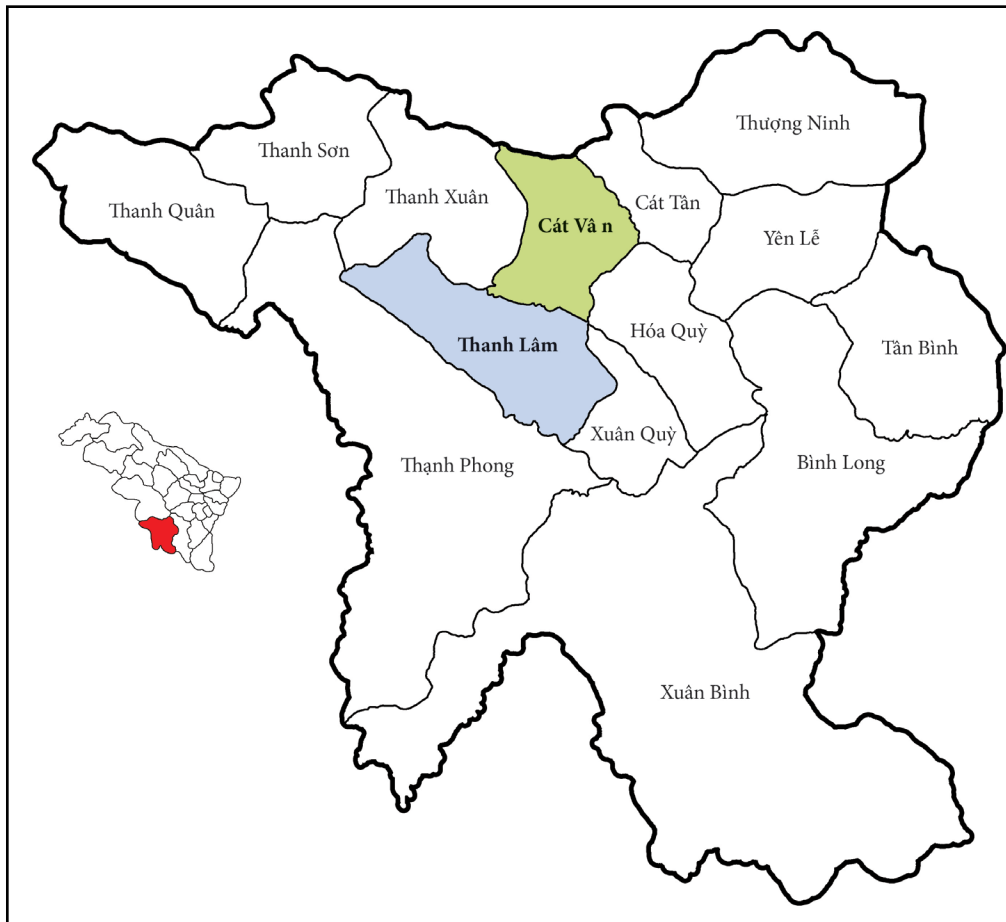 Thượng Ninh
Thanh Sơn
Thanh Quân
Thanh Xuân
Cát Vâ n
Cát Tân
Yên Lễ
Thanh Lâm
Hóa Quỳ
Tân Bình
Xuân Quỳ
Thạnh Phong
Bình Long
Xuân Bình